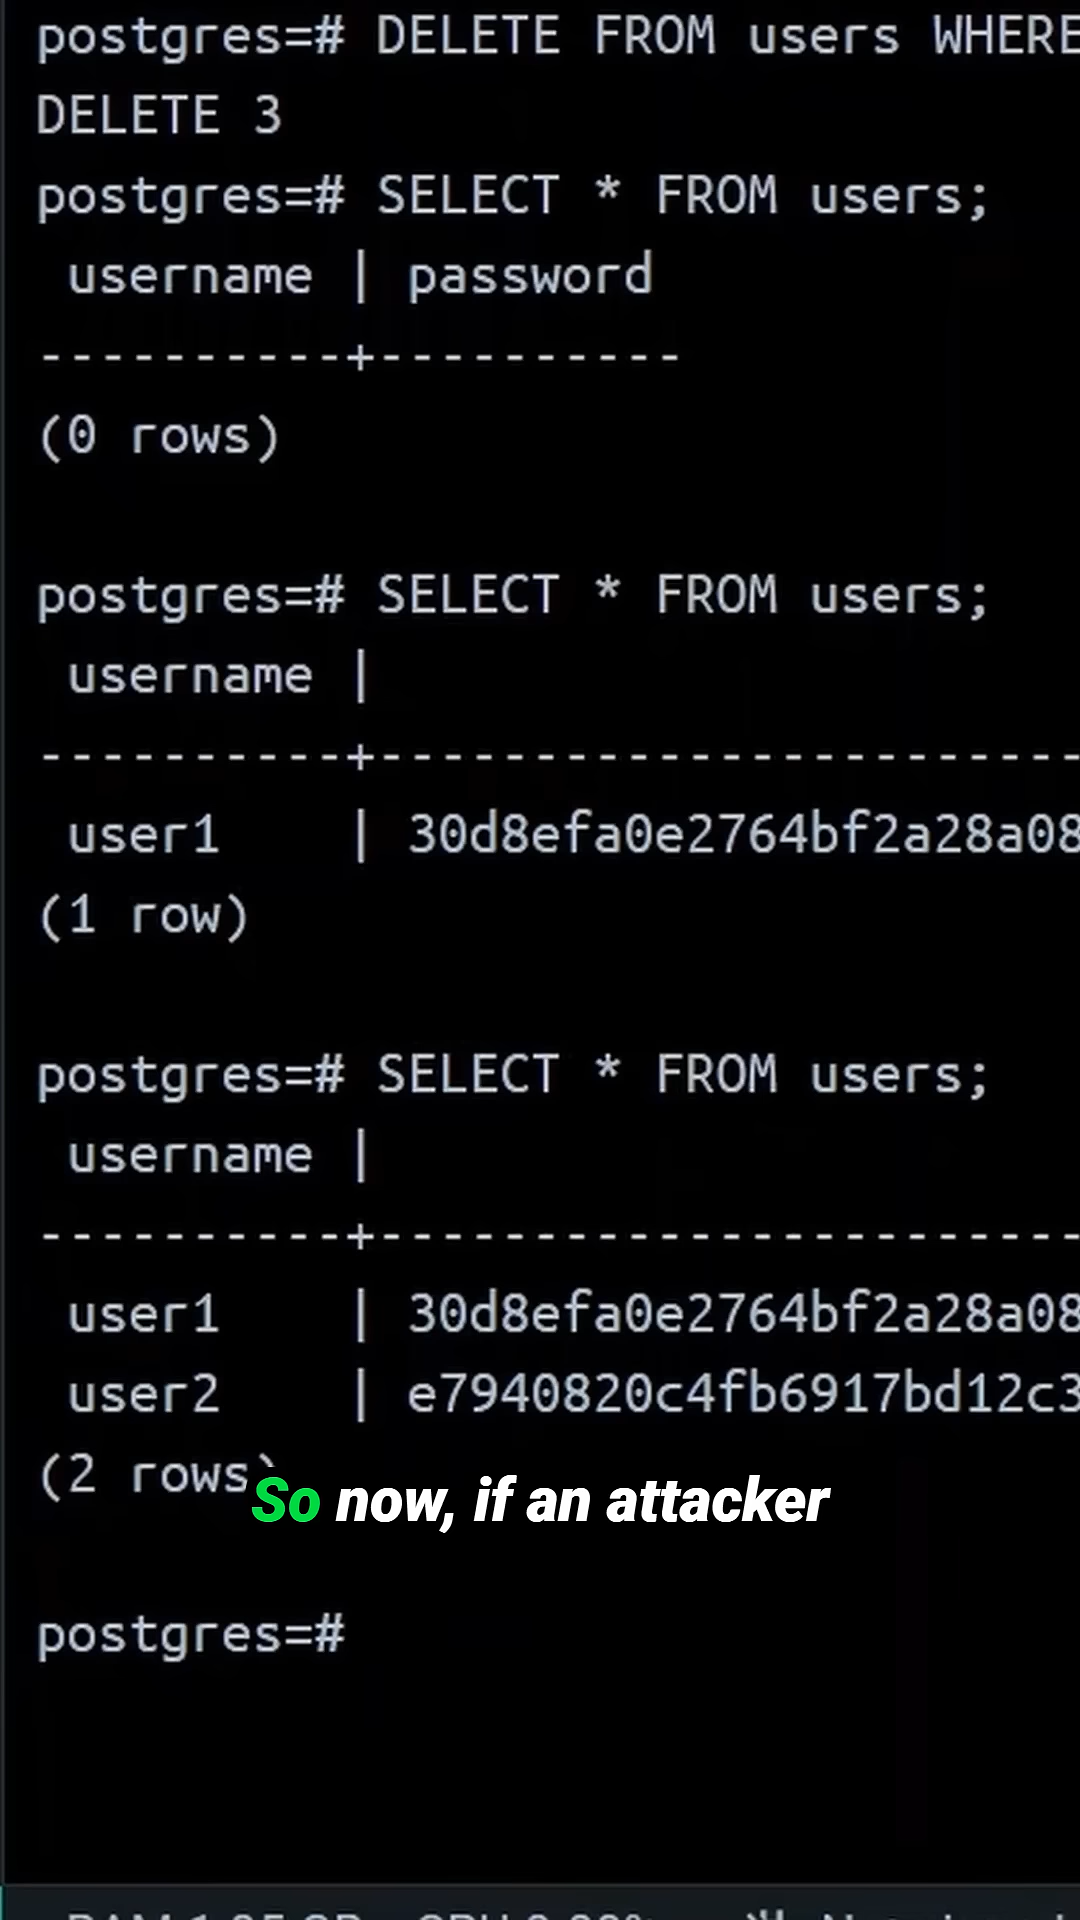 postgres=# DELETE FROM users WHERE
DELETE 3
postgres=# SELECT * FROM users;
username | password
----------+----------
(0 rows)
postgres=# SELECT * FROM users;
username |
----------+-----------------------
user1 | 30d8efa0e2764bf2a28a08
(1 row)
postgres=# SELECT * FROM users;
username |
----------+-----------------------
user1 | 30d8efa0e2764bf2a28a08
user2 | e7940820c4fb6917bd12c3
(2 rows)
So now, if an attacker
postgres=#